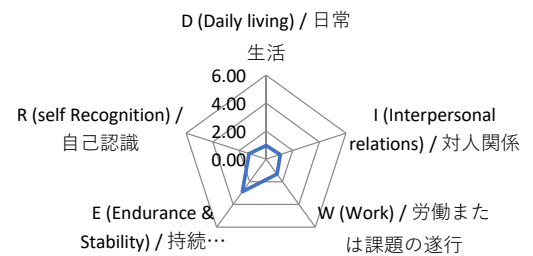 D (Daily living) / 日常
生活
6.00
4.00
2.00
0.00
I (Interpersonal
relations) / 対人関係
W (Work) / 労働また
は課題の遂行
E (Endurance &
Stability) / 持続…
R (self Recognition) /
自己認識